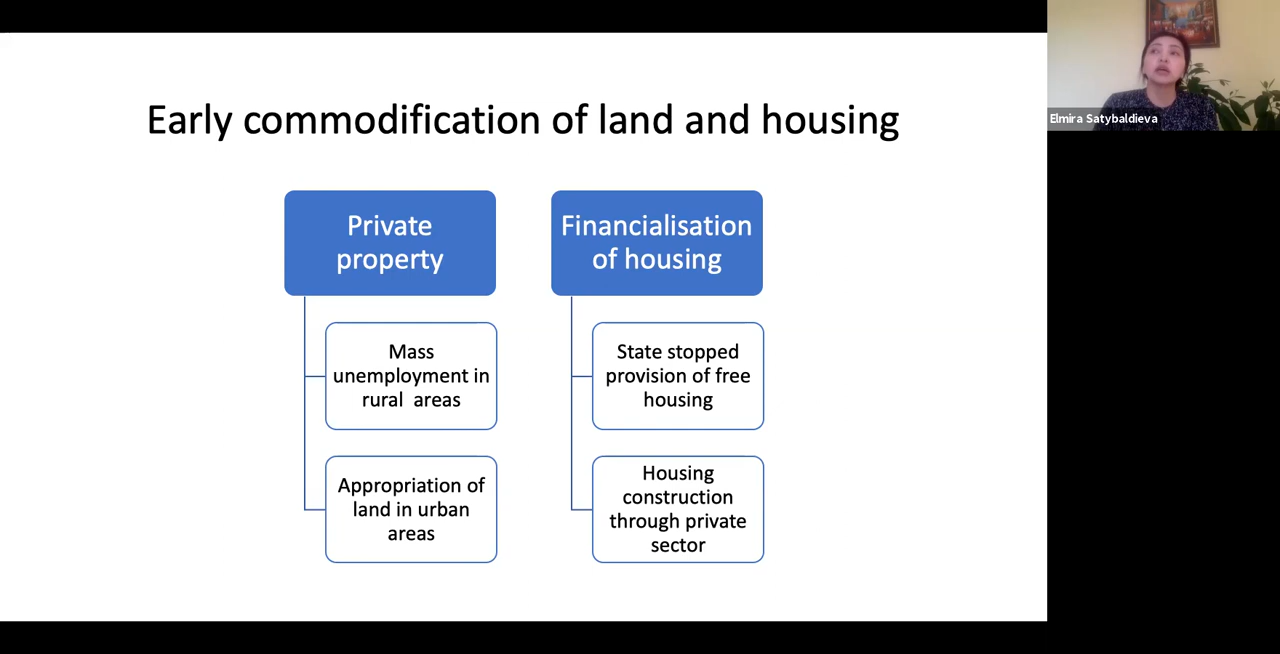 Early commodification of land and housing
Private
property
Mass
unemployment in
rural areas
Appropriation of
land in urban
areas
Financialisation
of housing
State stopped
provision of free
housing
Housing
construction
through private
sector
Elmira Satybaldieva